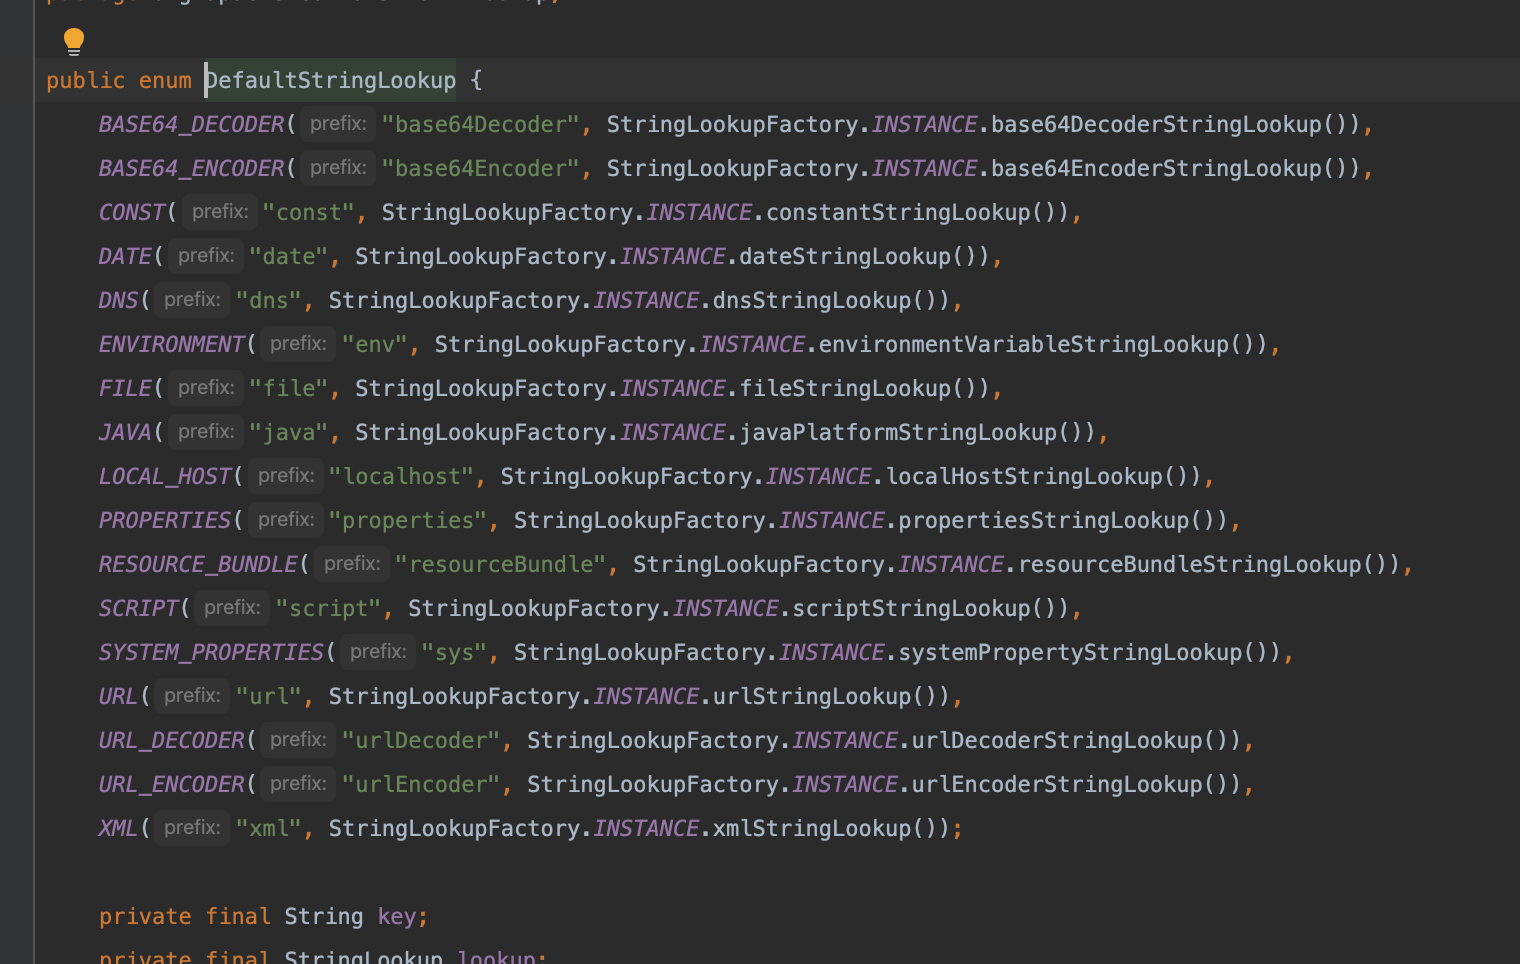 public enum DefaultStringLookup {
BASE64_DECODER( prefix: "base64Decoder", StringLookupFactory.INSTANCE.base64DecoderStringLookup()),
BASE64_ENCODER( prefix: "base64Encoder", StringLookupFactory.INSTANCE.base64EncoderStringLookup()),
CONST( prefix: "const", StringLookupFactory.INSTANCE.constantStringLookup()),
DATE( prefix: "date", StringLookupFactory.INSTANCE.dateStringLookup()),
DNS( prefix: "dns", StringLookupFactory.INSTANCE.dnsStringLookup()),
ENVIRONMENT( prefix: "env", StringLookupFactory.INSTANCE.environmentVariableStringLookup()),
FILE( prefix: "file", StringLookupFactory.INSTANCE.fileStringLookup()),
JAVA( prefix: "java", StringLookupFactory.INSTANCE.javaPlatformStringLookup()),
LOCAL_HOST( prefix: "localhost", StringLookupFactory.INSTANCE.localHostStringLookup()),
PROPERTIES( prefix: "properties", StringLookupFactory.INSTANCE.propertiesStringLookup()),
RESOURCE_BUNDLE( prefix: "resourceBundle", StringLookupFactory.INSTANCE.resourceBundleStringLookup()),
SCRIPT( prefix: "script", StringLookupFactory.INSTANCE.scriptStringLookup()),
SYSTEM_PROPERTIES( prefix: "sys", StringLookupFactory.INSTANCE.systemPropertyStringLookup()),
URL( prefix: "url", StringLookupFactory.INSTANCE.urlStringLookup()),
URL_DECODER( prefix: "urlDecoder", StringLookupFactory.INSTANCE.urlDecoderStringLookup()),
URL_ENCODER( prefix: "urlEncoder", StringLookupFactory.INSTANCE.urlEncoderStringLookup()),
XML( prefix: "xml", StringLookupFactory.INSTANCE.xmlStringLookup());
private final String key;
private final StringLookup lookup;